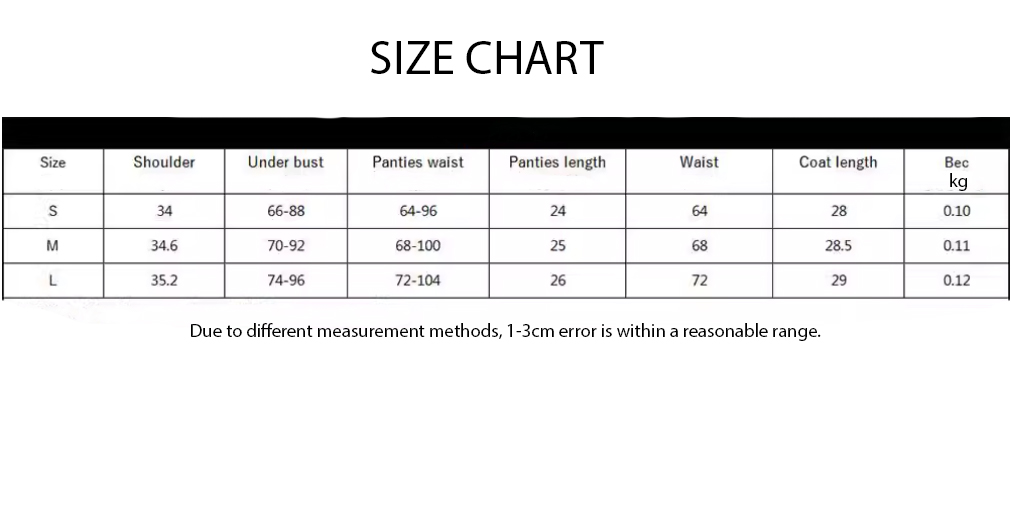 SIZE CHART
Size Shoulder Under bust Panties waist Panties length Waist Coat length Bec kg
S 34 66-88 64-96 24 64 28 0.10
M 34.6 70-92 68-100 25 68 28.5 0.11
L 35.2 74-96 72-104 26 72 29 0.12
Due to different measurement methods, 1-3cm error is within a reasonable range.